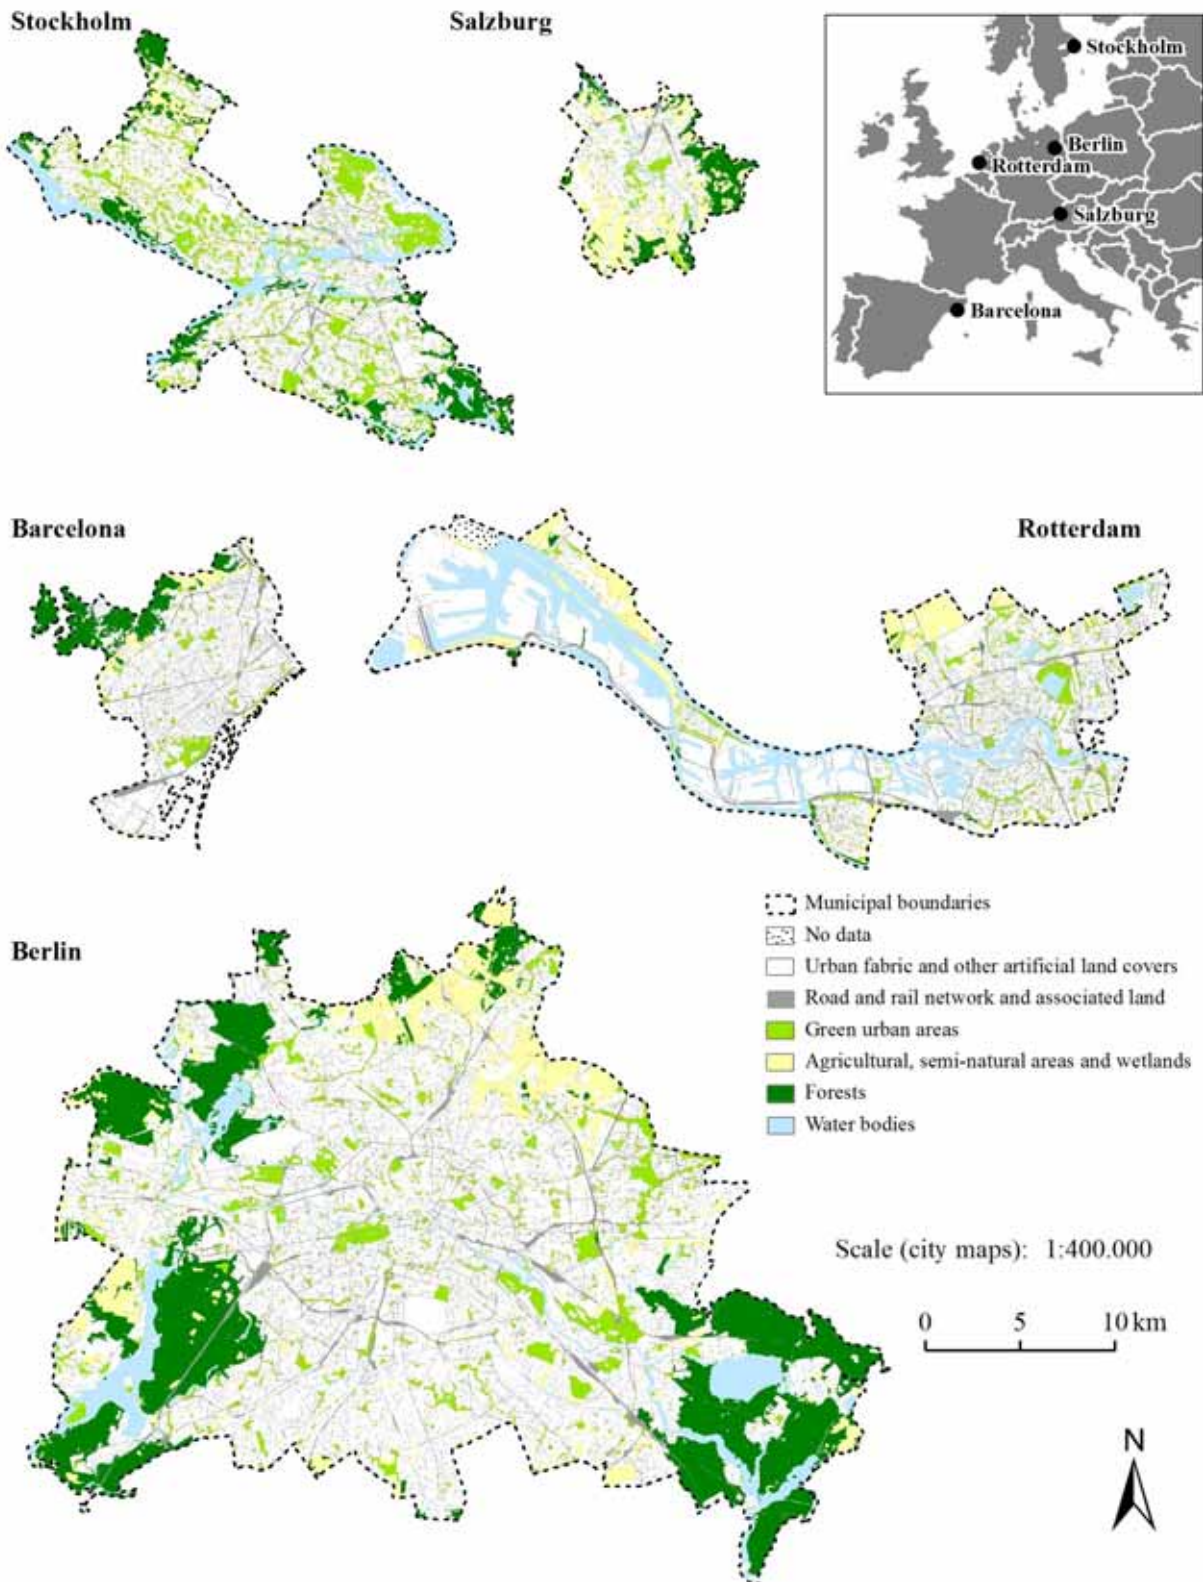 Stockholm
Salzburg
Stockholm
Berlin
Rotterdam
Salzburg
Barcelona
Barcelona
Rotterdam
Berlin
Municipal boundaries
No data
Urban fabric and other artificial land covers
Road and rail network and associated land
Green urban areas
Agricultural, semi-natural areas and wetlands
Forests
Water bodies
Scale (city maps): 1:400.000
0 5 10 km
N